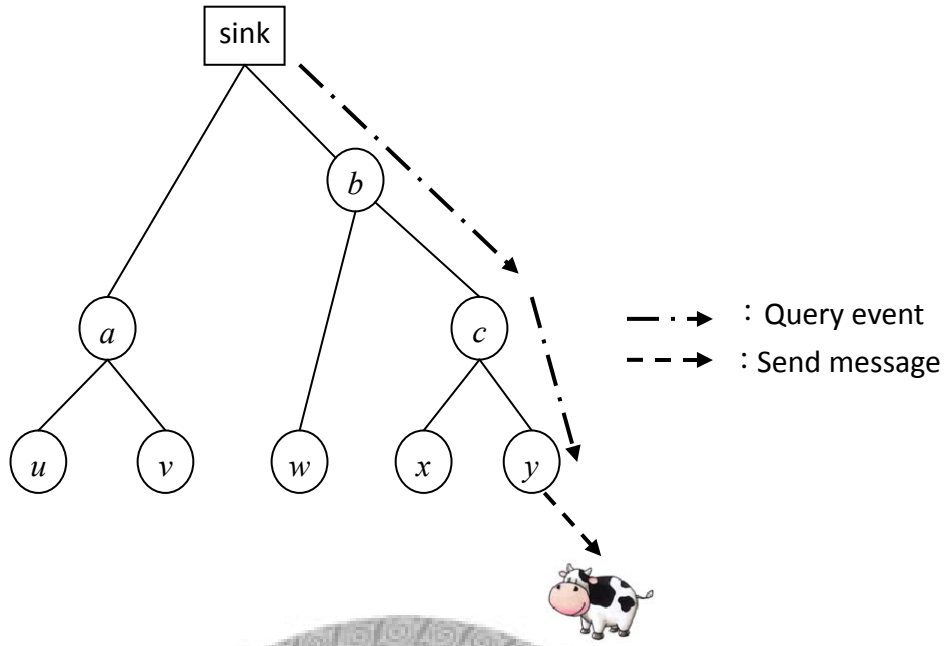 sink
b
a
c
：Query event
：Send message
u
v
w
x
y